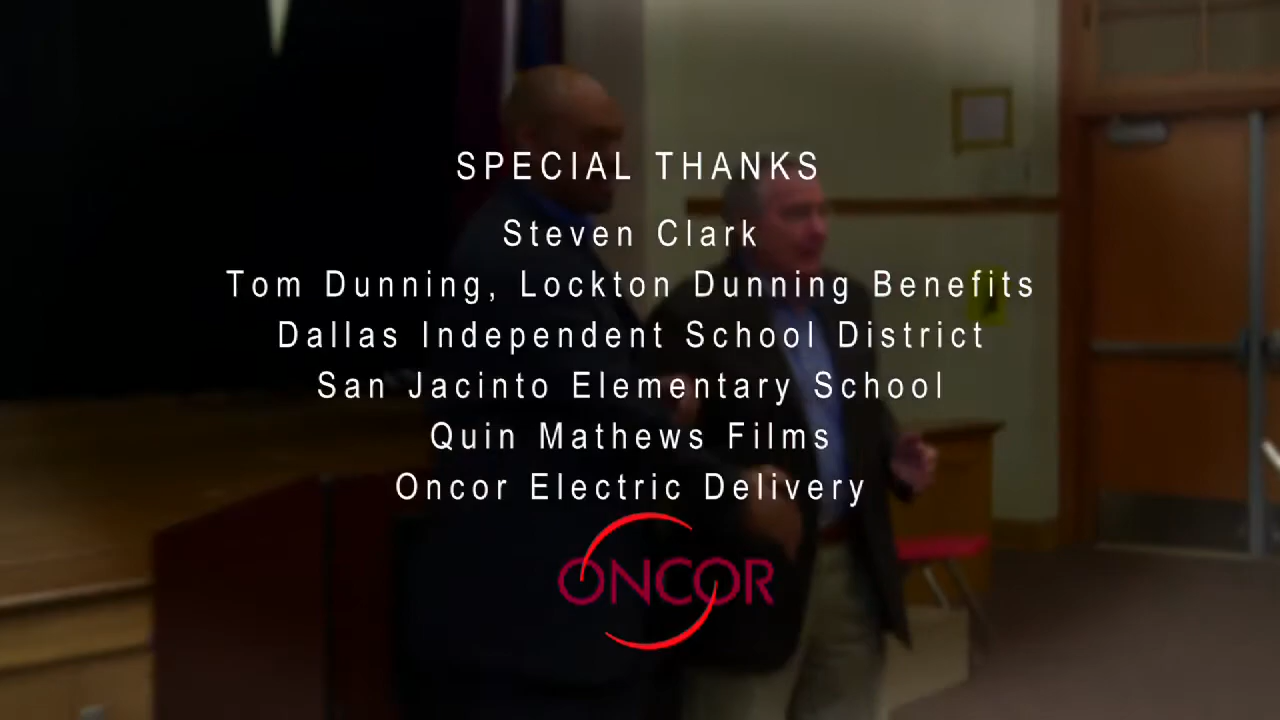 SPECIAL THANKS
Steven Clark
Tom Dunning, Lockton Dunning Benefits
Dallas Independent School District
San Jacinto Elementary School
Quin Mathews Films
Oncor Electric Delivery
ONCOR